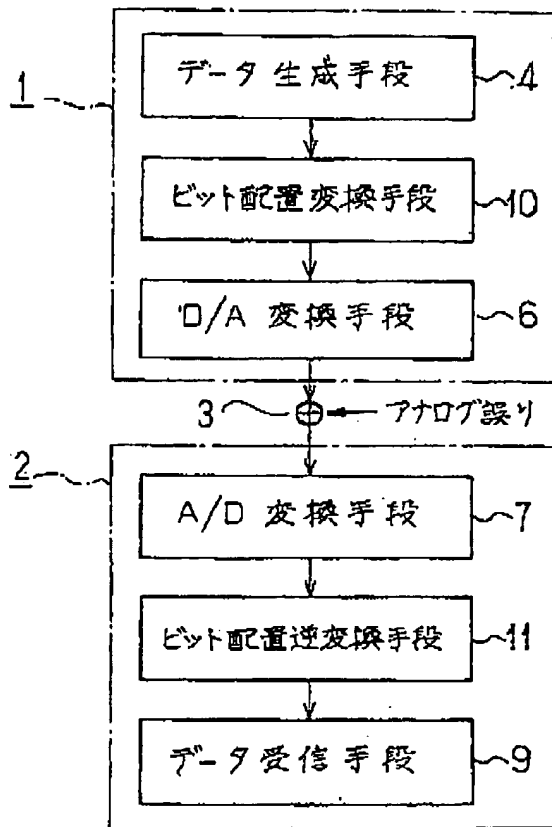 1
データ生成手段 4
ビット配置変換手段 10
D/A 変換手段 6
3 アナログ誤り
2
A/D 変換手段 7
ビット配置逆変換手段 11
データ受信手段 9